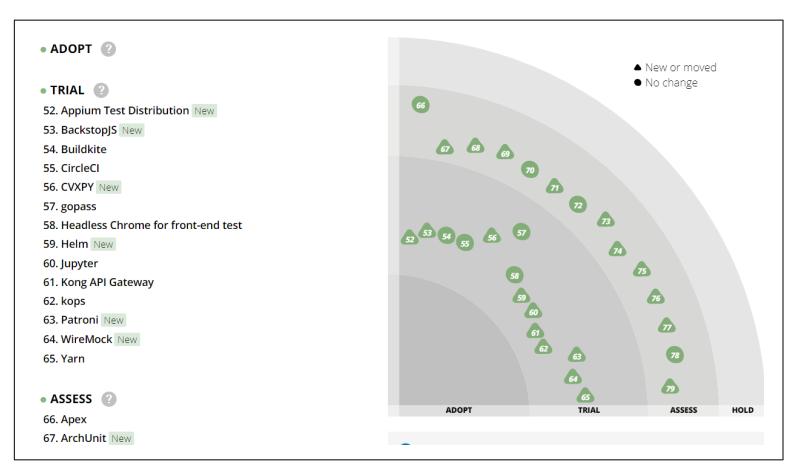 ADOPT ?
TRIAL ?
52. Appium Test Distribution New
53. BackstopJS New
54. Buildkite
55. CircleCI
56. CVXPY New
57. gopass
58. Headless Chrome for front-end test
59. Helm New
60. Jupyter
61. Kong API Gateway
62. kops
63. Patroni New
64. WireMock New
65. Yarn
ASSESS ?
66. Apex
67. ArchUnit New
New or moved
No change
66
67
68
69
70
71
72
73
74
75
76
77
78
79
52
53
54
55
56
57
58
59
60
61
62
63
64
65
ADOPT TRIAL ASSESS HOLD